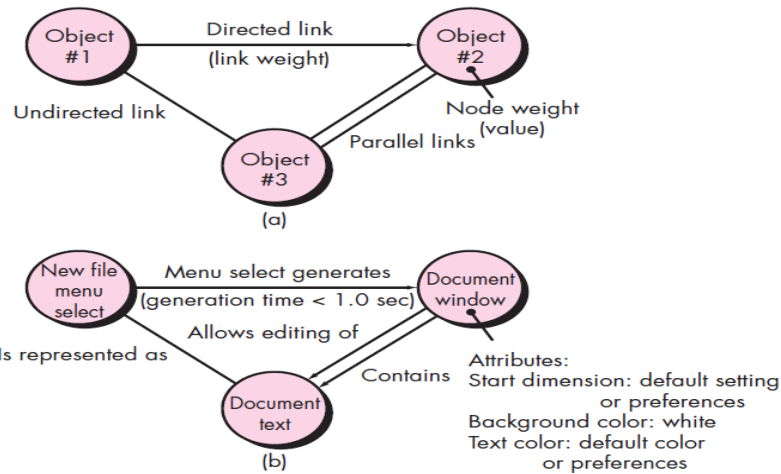 Object
#1
Directed link
(link weight)
Object
#2
Undirected link
Node weight
(value)
Parallel links
Object
#3
(a)
New file
menu
select
Menu select generates
(generation time < 1.0 sec)
Document
window
Allows editing of
Is represented as
Contains
Document
text
(b)
Attributes:
Start dimension: default setting
or preferences
Background color: white
Text color: default color
or preferences